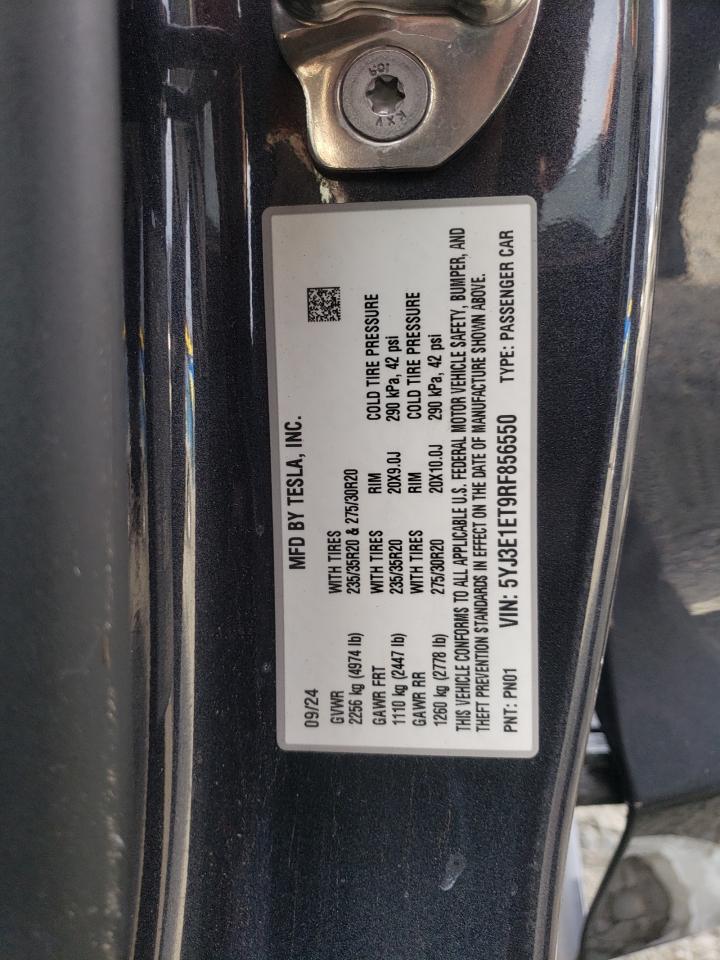 10.9
KXV
MFD BY TESLA, INC.
09/24
GVWR WITH TIRES
2256 kg (4974 lb) 235/35R20 & 275/30R20
GAWR FRT WITH TIRES RIM COLD TIRE PRESSURE
1110 kg (2447 lb) 235/35R20 20X9.0J 290 kPa, 42 psi
GAWR RR WITH TIRES RIM COLD TIRE PRESSURE
1260 kg (2778 lb) 275/30R20 20X10.0J 290 kPa, 42 psi
THIS VEHICLE CONFORMS TO ALL APPLICABLE U.S. FEDERAL MOTOR VEHICLE SAFETY, BUMPER, AND
THEFT PREVENTION STANDARDS IN EFFECT ON THE DATE OF MANUFACTURE SHOWN ABOVE.
PNT: PN01 VIN: 5YJ3E1ET9RF856550 TYPE: PASSENGER CAR